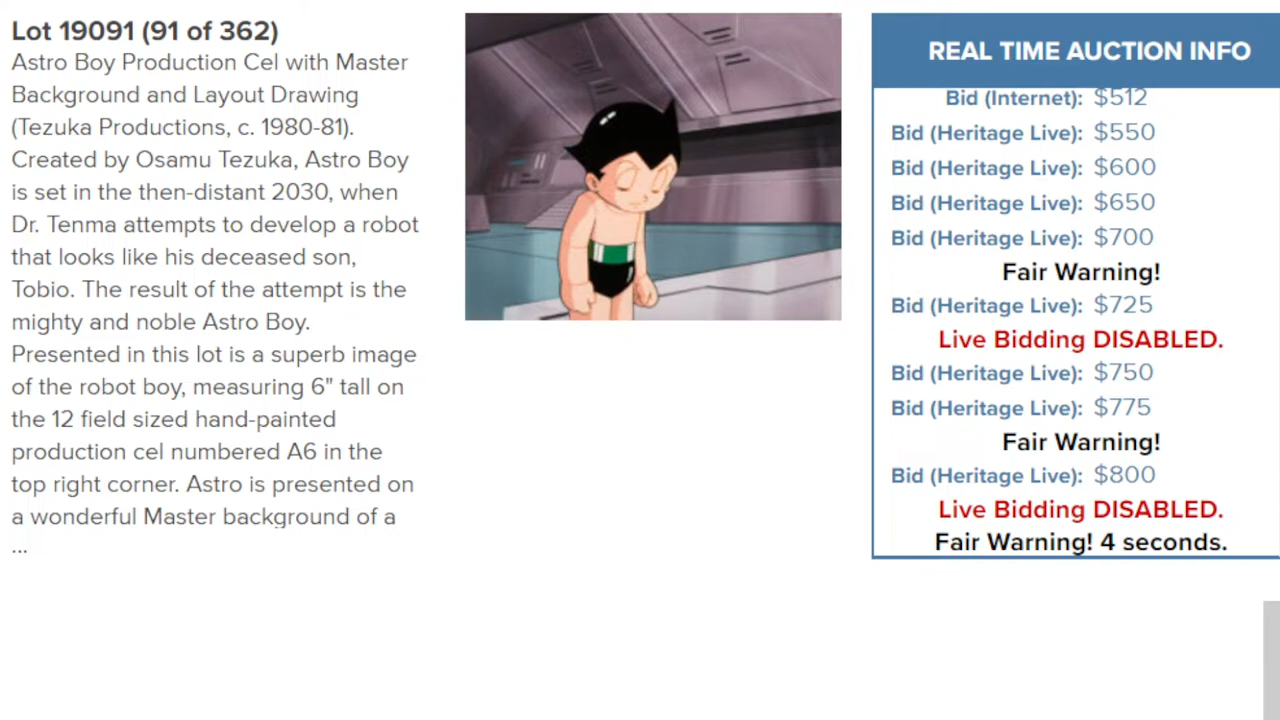 Lot 19091 (91 of 362)
Astro Boy Production Cel with Master
Background and Layout Drawing
(Tezuka Productions, c. 1980-81).
Created by Osamu Tezuka, Astro Boy
is set in the then-distant 2030, when
Dr. Tenma attempts to develop a robot
that looks like his deceased son,
Tobio. The result of the attempt is the
mighty and noble Astro Boy.
Presented in this lot is a superb image
of the robot boy, measuring 6" tall on
the 12 field sized hand-painted
production cel numbered A6 in the
top right corner. Astro is presented on
a wonderful Master background of a
...
REAL TIME AUCTION INFO
Bid (Internet): $512
Bid (Heritage Live): $550
Bid (Heritage Live): $600
Bid (Heritage Live): $650
Bid (Heritage Live): $700
Fair Warning!
Bid (Heritage Live): $725
Live Bidding DISABLED.
Bid (Heritage Live): $750
Bid (Heritage Live): $775
Fair Warning!
Bid (Heritage Live): $800
Live Bidding DISABLED.
Fair Warning! 4 seconds.